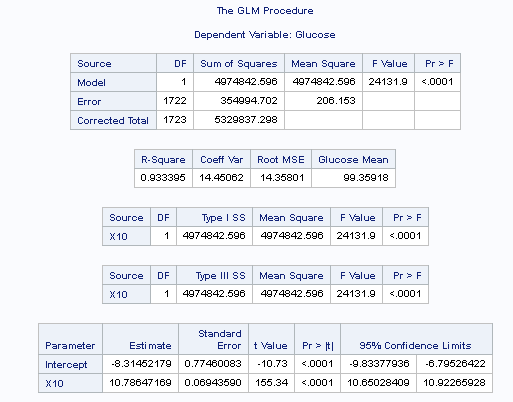 The GLM Procedure
Dependent Variable: Glucose
Source DF Sum of Squares Mean Square F Value Pr > F
Model 1 4974842.596 4974842.596 24131.9 <.0001
Error 1722 354994.702 206.153
Corrected Total 1723 5329837.298
R-Square Coeff Var Root MSE Glucose Mean
0.933395 14.45062 14.35801 99.35918
Source DF Type I SS Mean Square F Value Pr > F
X10 1 4974842.596 4974842.596 24131.9 <.0001
Source DF Type III SS Mean Square F Value Pr > F
X10 1 4974842.596 4974842.596 24131.9 <.0001
Parameter Estimate Standard Error t Value Pr > |t| 95% Confidence Limits
Intercept -8.31452179 0.77460083 -10.73 <.0001 -9.83377936 -6.79526422
X10 10.78647169 0.06943590 155.34 <.0001 10.65028409 10.92265928